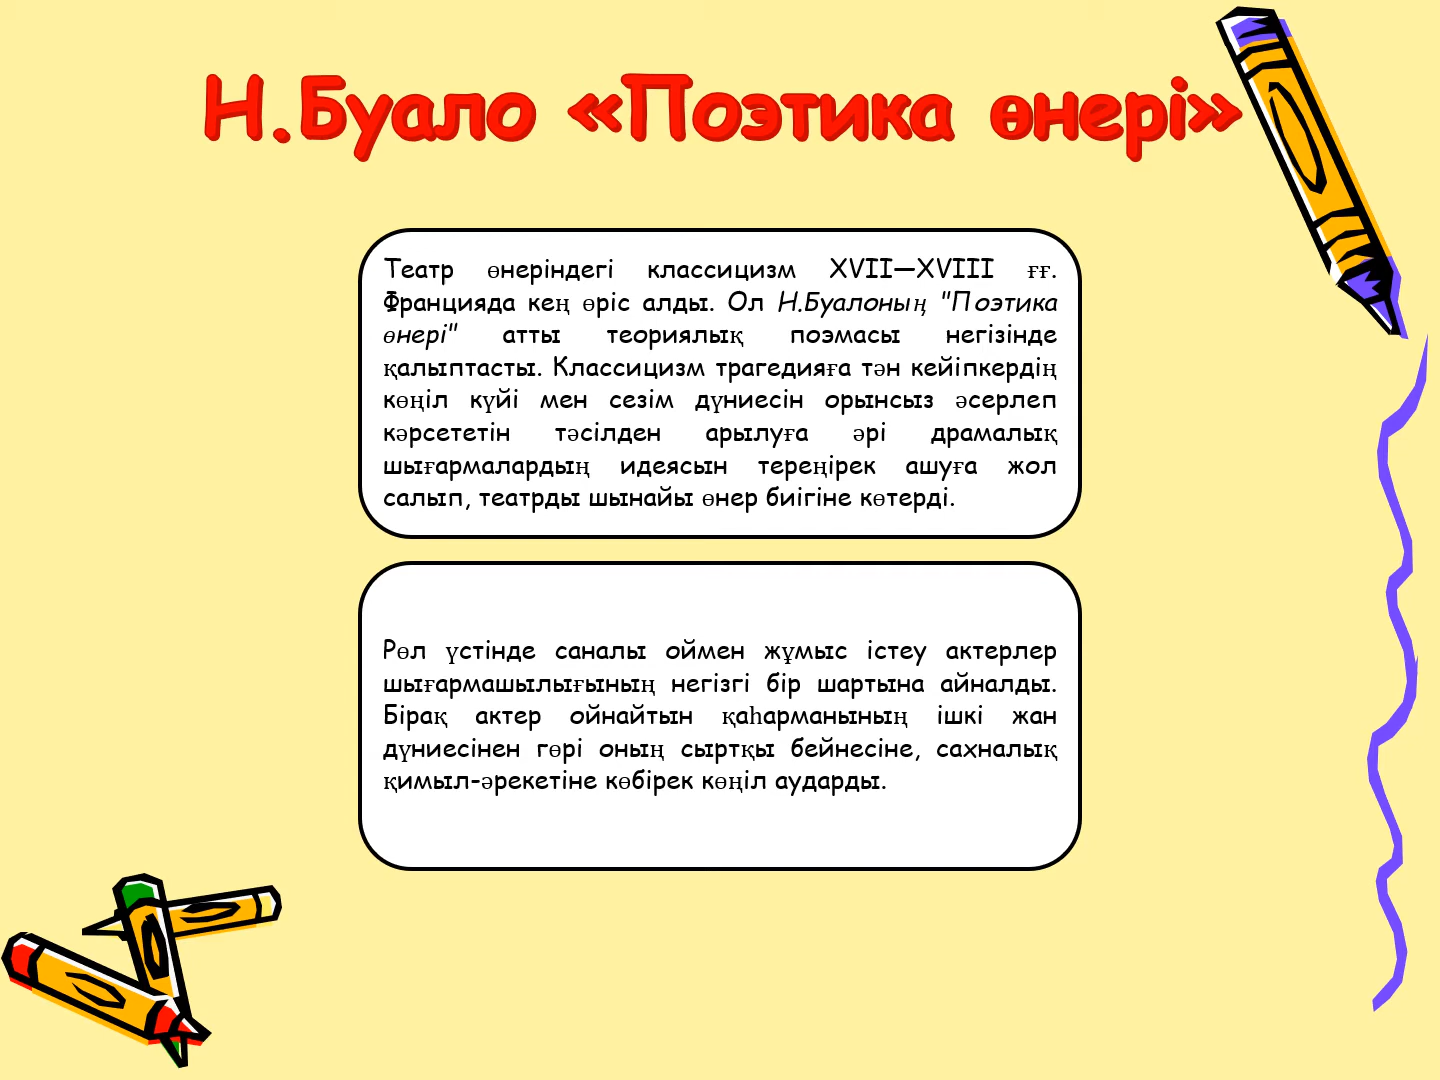 Н.Буало «Поэтика өнері»
Театр өнеріндегі классицизм XVII—XVIII ғғ.
Францияда кең өріс алды. Ол Н.Буалоның "Поэтика
өнері" атты теориялық поэмасы негізінде
қалыптасты. Классицизм трагедияға тән кейіпкердің
көңіл күйі мен сезім дүниесін орынсыз әсерлеп
кәрсететін тәсілден арылуға әрі драмалық
шығармалардың идеясын тереңірек ашуға жол
салып, театрды шынайы өнер биігіне көтерді.
Рөл үстінде саналы оймен жұмыс істеу актерлер
шығармашылығының негізгі бір шартына айналды.
Бірақ актер ойнайтын қаһарманының ішкі жан
дүниесінен гөрі оның сыртқы бейнесіне, сахналық
қимыл-әрекетіне көбірек көңіл аударды.